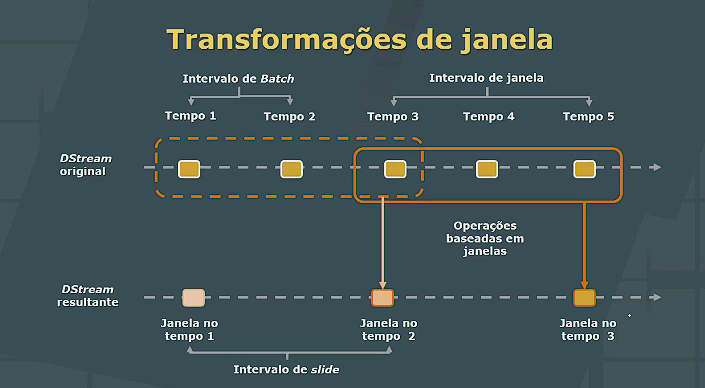 Transformações de janela
Intervalo de Batch
Intervalo de janela
Tempo 1
Tempo 2
Tempo 3
Tempo 4
Tempo 5
DStream
original
Operações
baseadas em
janelas
DStream
resultante
Janela no
tempo 1
Janela no
tempo 2
Janela no
tempo 3
Intervalo de slide